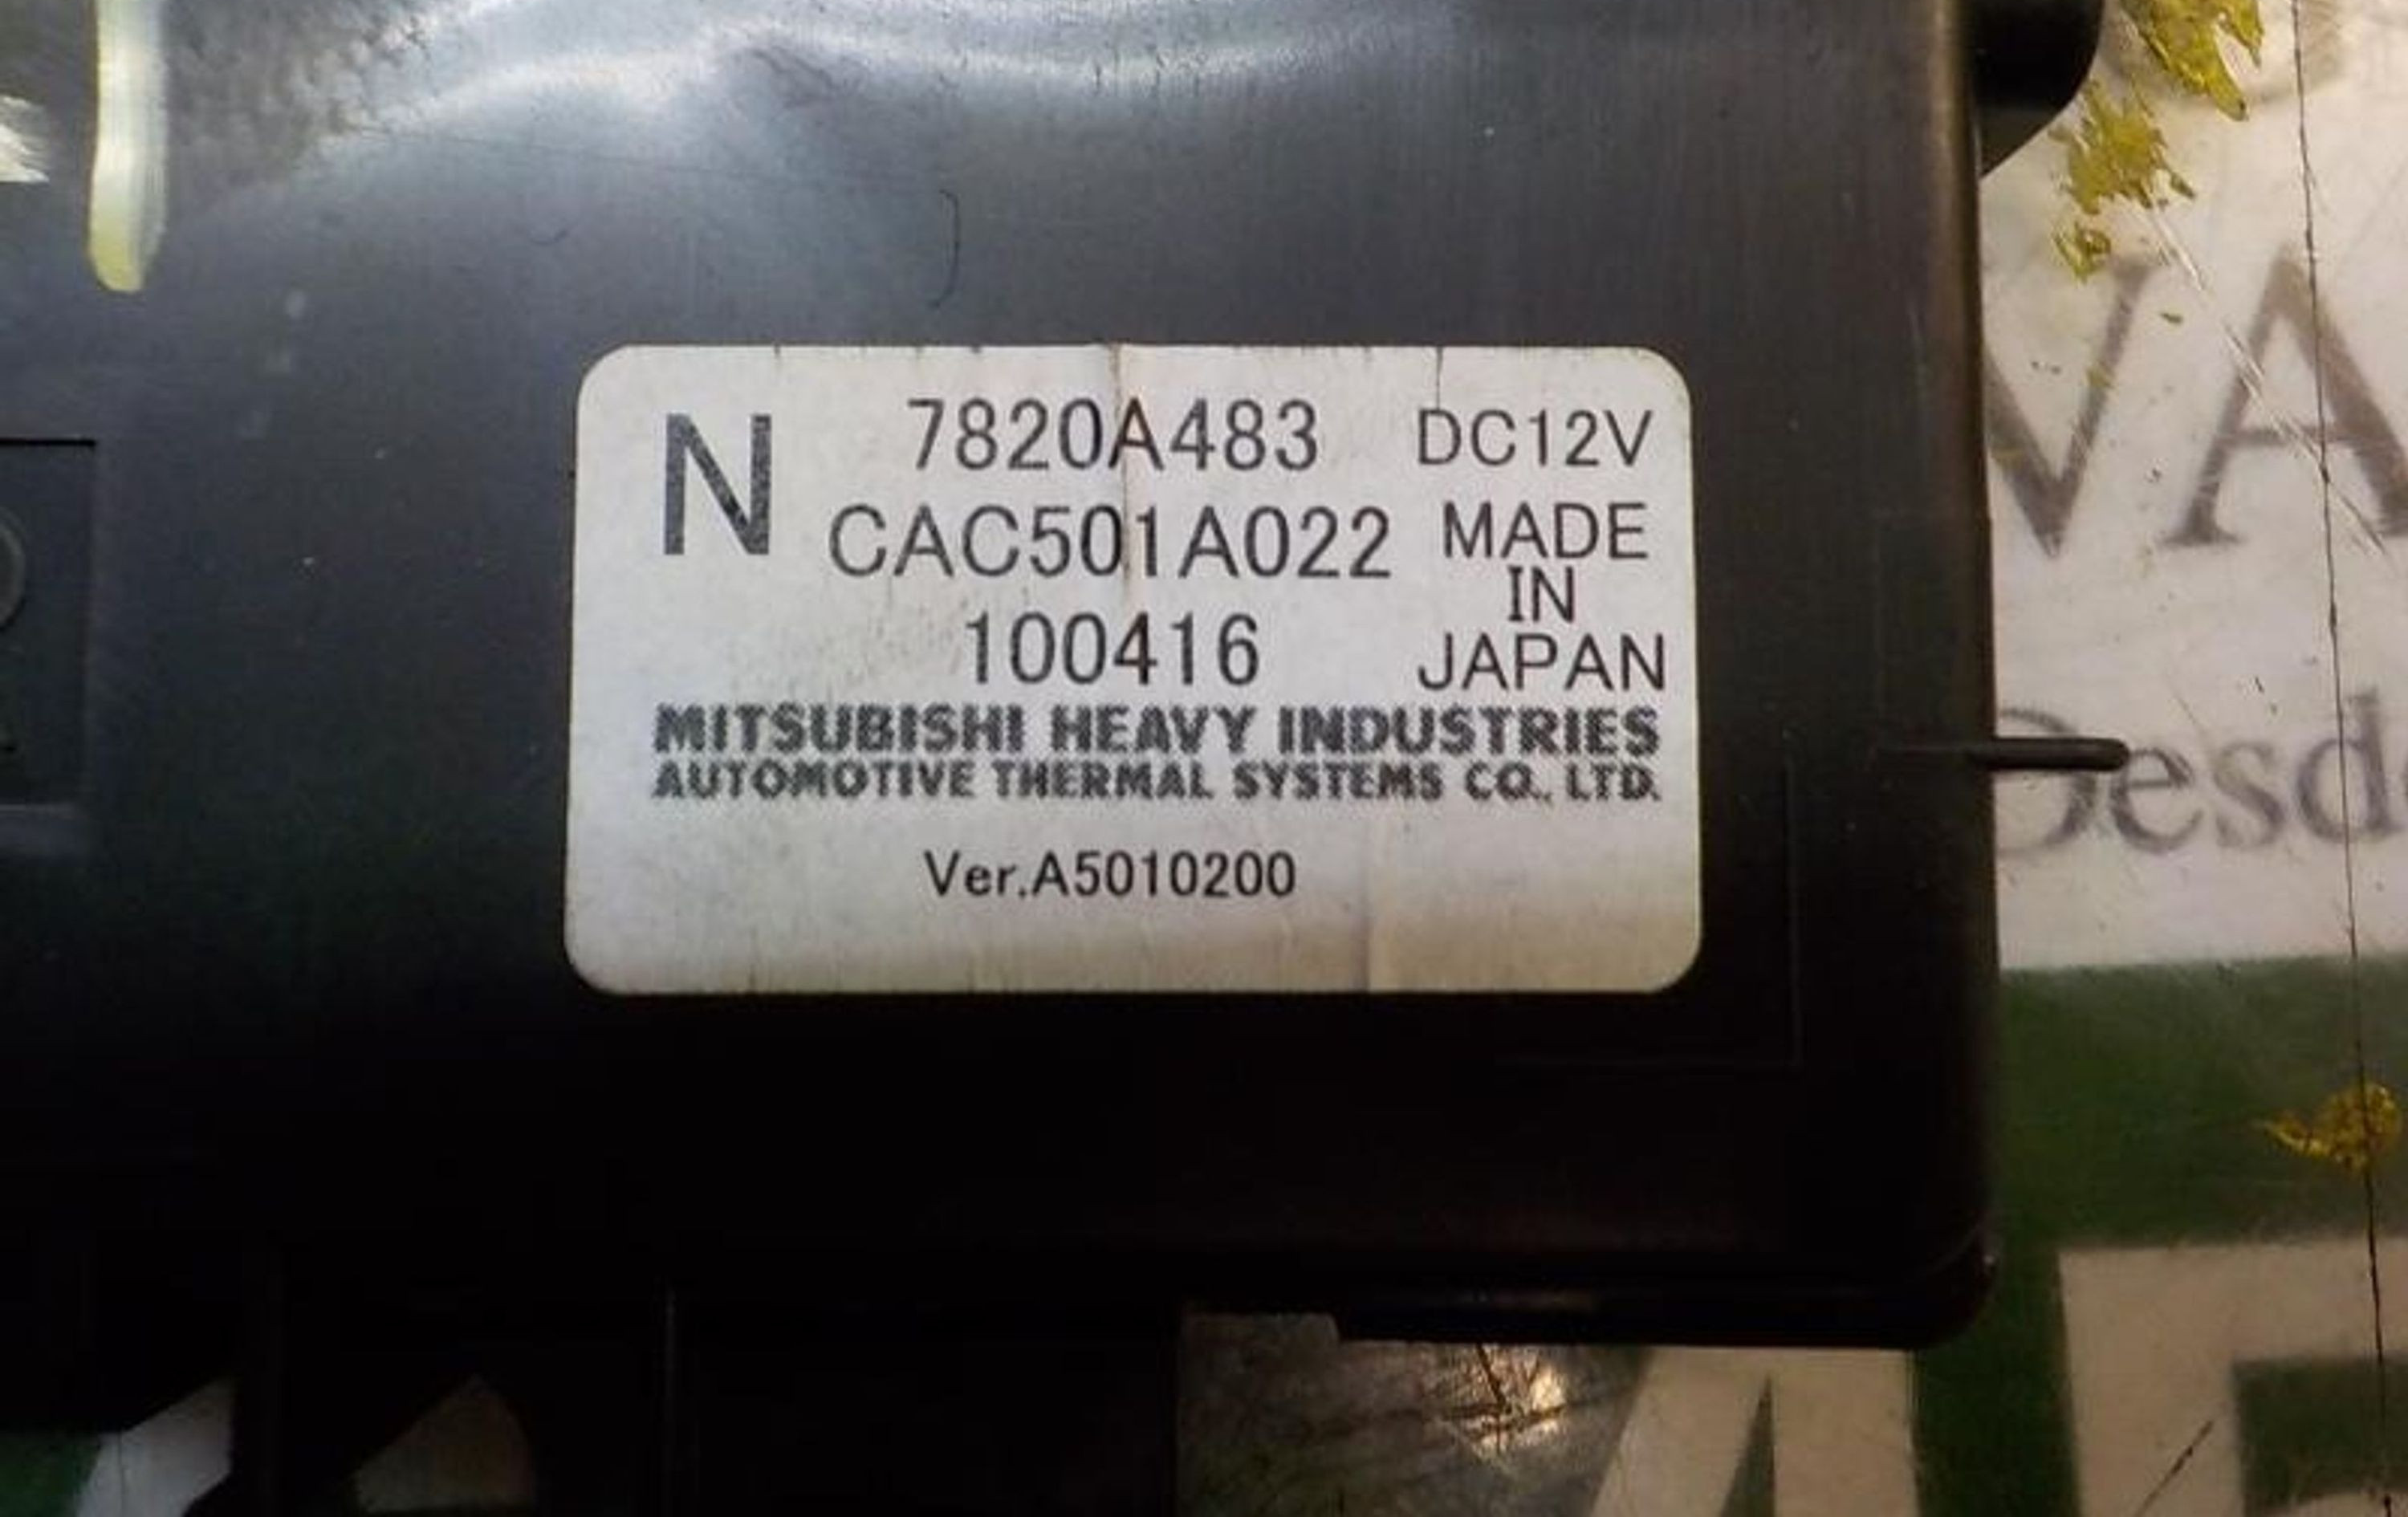 N 7820A483 DC12V
CAC501A022 MADE
IN
100416 JAPAN
MITSUBISHI HEAVY INDUSTRIES
AUTOMOTIVE THERMAL SYSTEMS CO., LTD.
Ver.A5010200